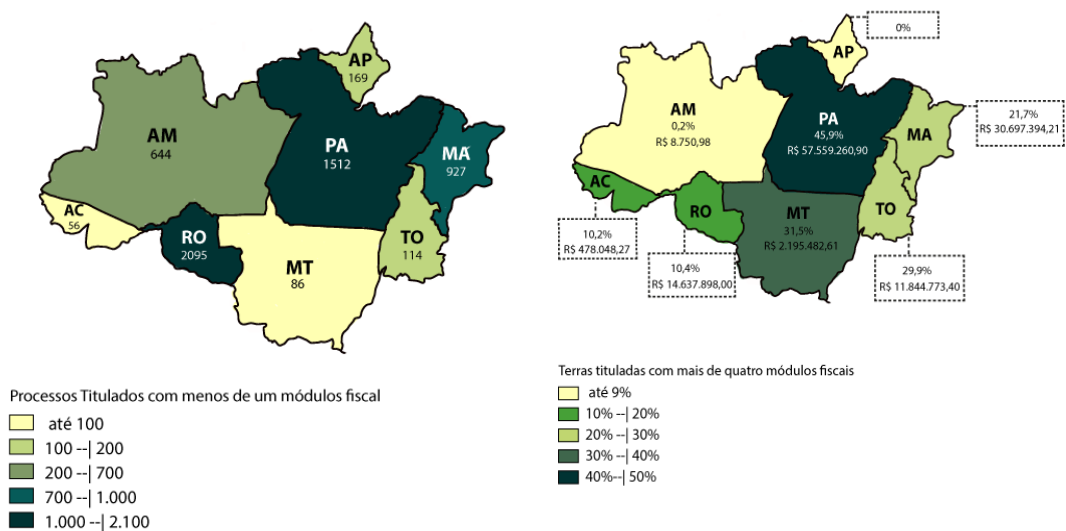 AP
169
AM
644
PA
1512
MA
927
AC
56
RO
2095
TO
114
MT
86
Processos Titulados com menos de um módulos fiscal
até 100
100 --| 200
200 --| 700
700 --| 1.000
1.000 --| 2.100
0%
AP
AM
0,2%
R$ 8.750,98
PA
45,9%
R$ 57.559.260,90
21,7%
R$ 30.697.394,21
MA
AC
10,2%
R$ 478.048,27
RO
10,4%
R$ 14.637.898,00
MT
31,5%
R$ 2.195.482,61
TO
29,9%
R$ 11.844.773,40
Terras tituladas com mais de quatro módulos fiscais
até 9%
10% --| 20%
20% --| 30%
30% --| 40%
40%--| 50%